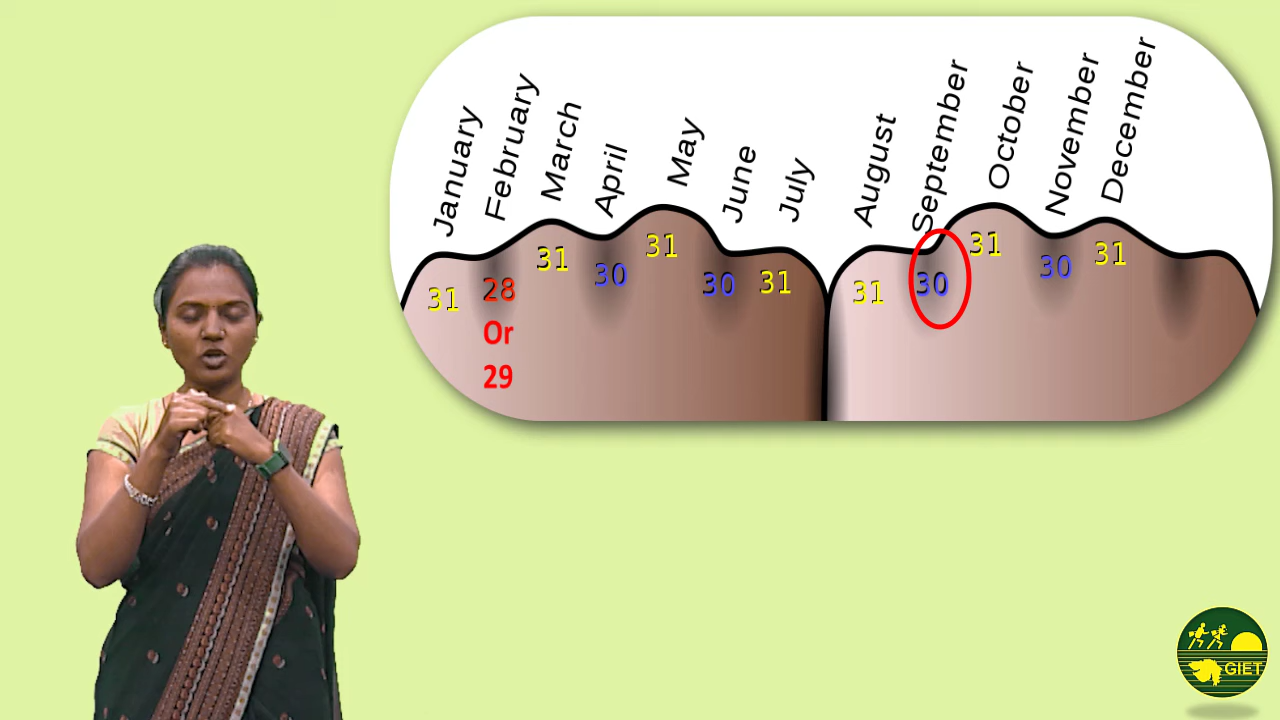 January
February
March
April
May
June
July
August
September
October
November
December
31
28
Or
29
31
30
31
30
31
31
30
31
30
31
GIET